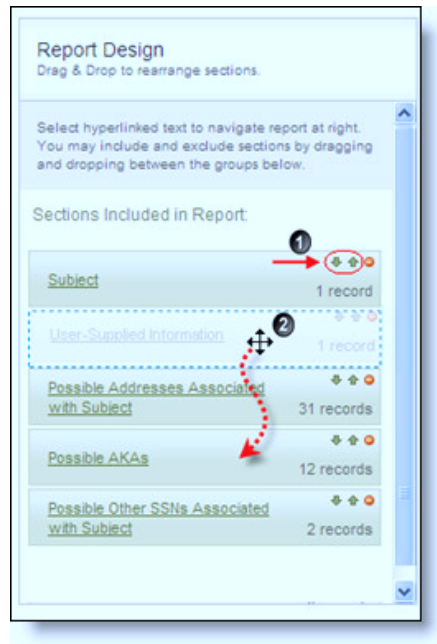 Report Design
Drag & Drop to rearrange sections.
Select hyperlinked text to navigate report at right.
You may include and exclude sections by dragging
and dropping between the groups below.
Sections Included in Report:
1
Subject
1 record
2
User-Supplied Information
1 record
Possible Addresses Associated
with Subject
31 records
Possible AKAs
12 records
Possible Other SSNs Associated
with Subject
2 records